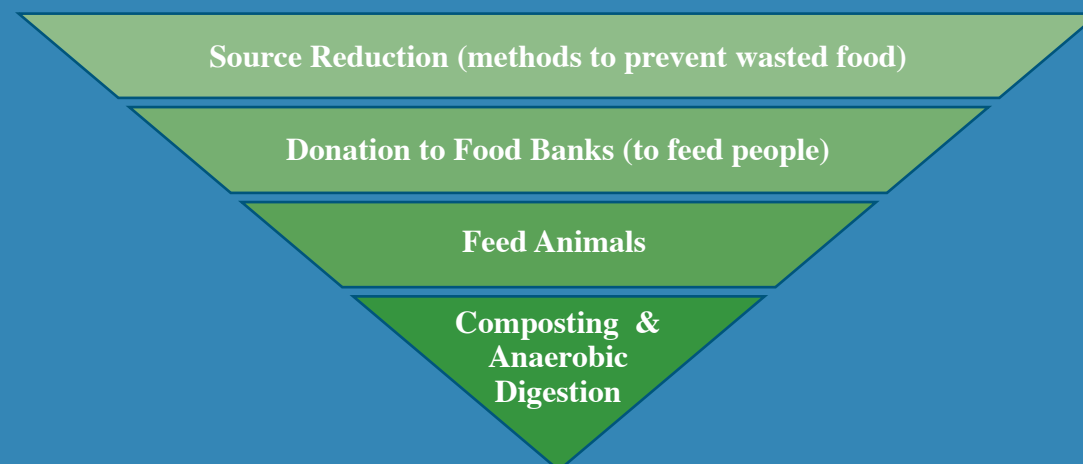 Source Reduction (methods to prevent wasted food)
Donation to Food Banks (to feed people)
Feed Animals
Composting & 
Anaerobic
Digestion